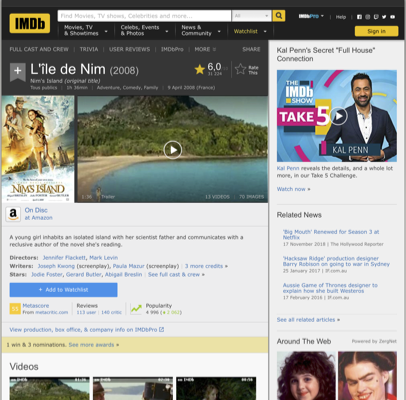 IMDb
Find Movies, TV shows, Celebrities and more...
All
IMDbPro
Help
Movies, TV & Showtimes
Celebs, Events & Photos
News & Community
Watchlist
Sign in
FULL CAST AND CREW | TRIVIA | USER REVIEWS | IMDbPro | MORE
SHARE
L'île de Nim (2008)
Nim's Island (original title)
Tous publics | 1h 36min | Adventure, Comedy, Family | 9 April 2008 (France)
6,0
Rate This
NIM'S ISLAND
1:36 | Trailer
13 VIDEOS | 70 IMAGES
On Disc
at Amazon
A young girl inhabits an isolated island with her scientist father and communicates with a
reclusive author of the novel she's reading.
Directors: Jennifer Flackett, Mark Levin
Writers: Joseph Kwong (screenplay), Paula Mazur (screenplay) | 3 more credits »
Stars: Jodie Foster, Gerard Butler, Abigail Breslin | See full cast & crew »
+ Add to Watchlist
Metascore
From metacritic.com
Reviews
113 user | 140 critic
Popularity
4 996
View production, box office, & company info on IMDbPro
1 win & 3 nominations. See more awards »
Videos
Kal Penn's Secret "Full House"
Connection
THE IMDb SHOW
TAKE 5
KAL PENN
Kal Penn reveals the details, and a whole lot
more, in our Take 5 Challenge.
Watch now »
Related News
'Big Mouth' Renewed for Season 3 at
Netflix
17 November 2018 | The Hollywood Reporter
'Hacksaw Ridge' production designer
Barry Robison on going to war in Sydney
25 January 2017 | if.com.au
Aussie Game of Thrones designer to
explain how she built Westeros
17 February 2016 | if.com.au
See all related articles »
Around The Web
Powered by ZergNet